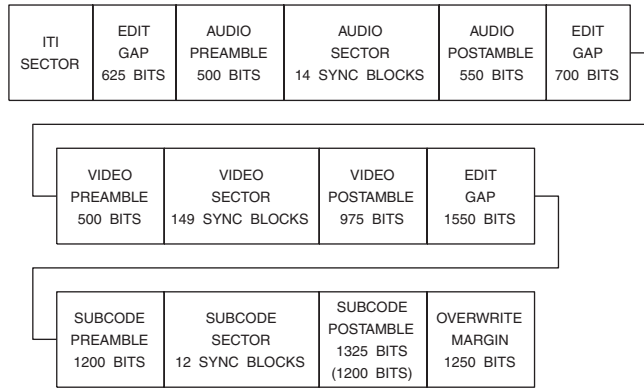 ITI
SECTOR
EDIT
GAP
625 BITS
AUDIO
PREAMBLE
500 BITS
AUDIO
SECTOR
14 SYNC BLOCKS
AUDIO
POSTAMBLE
550 BITS
EDIT
GAP
700 BITS
VIDEO
PREAMBLE
500 BITS
VIDEO
SECTOR
149 SYNC BLOCKS
VIDEO
POSTAMBLE
975 BITS
EDIT
GAP
1550 BITS
SUBCODE
PREAMBLE
1200 BITS
SUBCODE
SECTOR
12 SYNC BLOCKS
SUBCODE
POSTAMBLE
1325 BITS
(1200 BITS)
OVERWRITE
MARGIN
1250 BITS